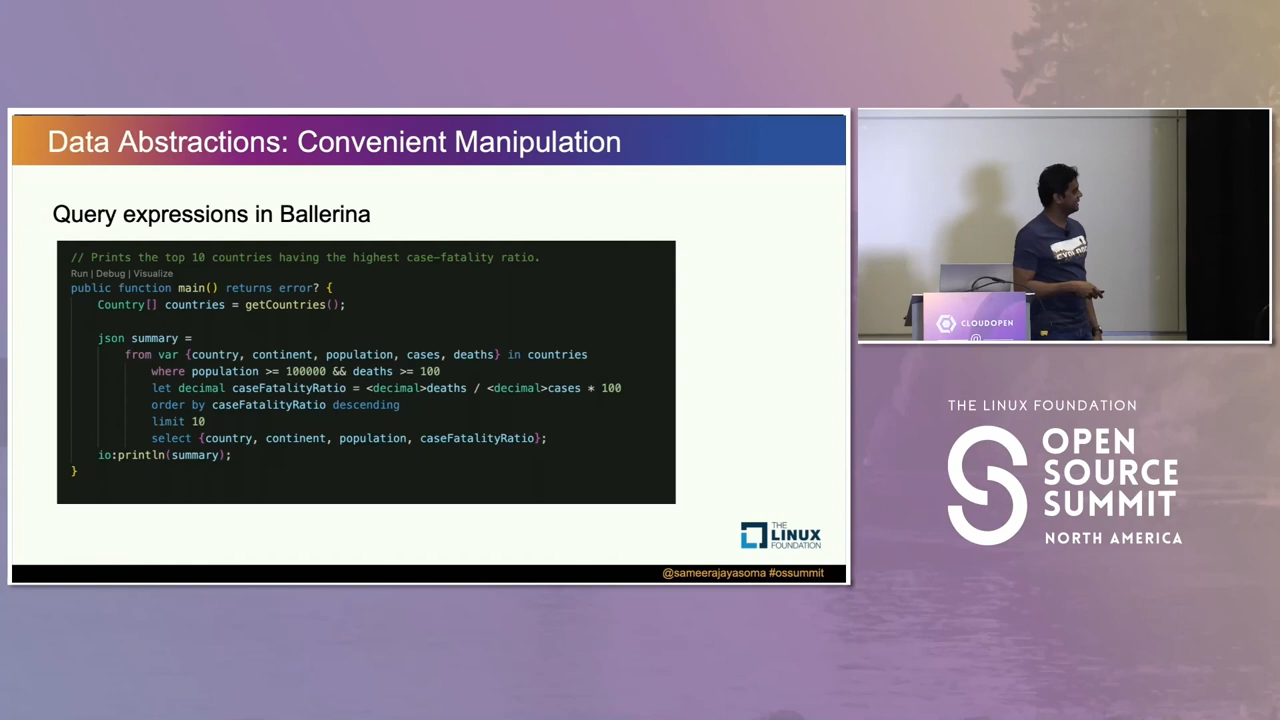 Data Abstractions: Convenient Manipulation
Query expressions in Ballerina
// Prints the top 10 countries having the highest case-fatality ratio.
Run | Debug | Visualize
public function main() returns error? {
Country[] countries = getCountries();
json summary =
from var {country, continent, population, cases, deaths} in countries
where population >= 100000 && deaths >= 100
let decimal caseFatalityRatio = <decimal>deaths / <decimal>cases * 100
order by caseFatalityRatio descending
limit 10
select {country, continent, population, caseFatalityRatio};
io:println(summary);
}
THE
LINUX
FOUNDATION
@sameerajayasoma #ossummit
CLOUDOPEN
THE LINUX FOUNDATION
OPEN
SOURCE
SUMMIT
NORTH AMERICA